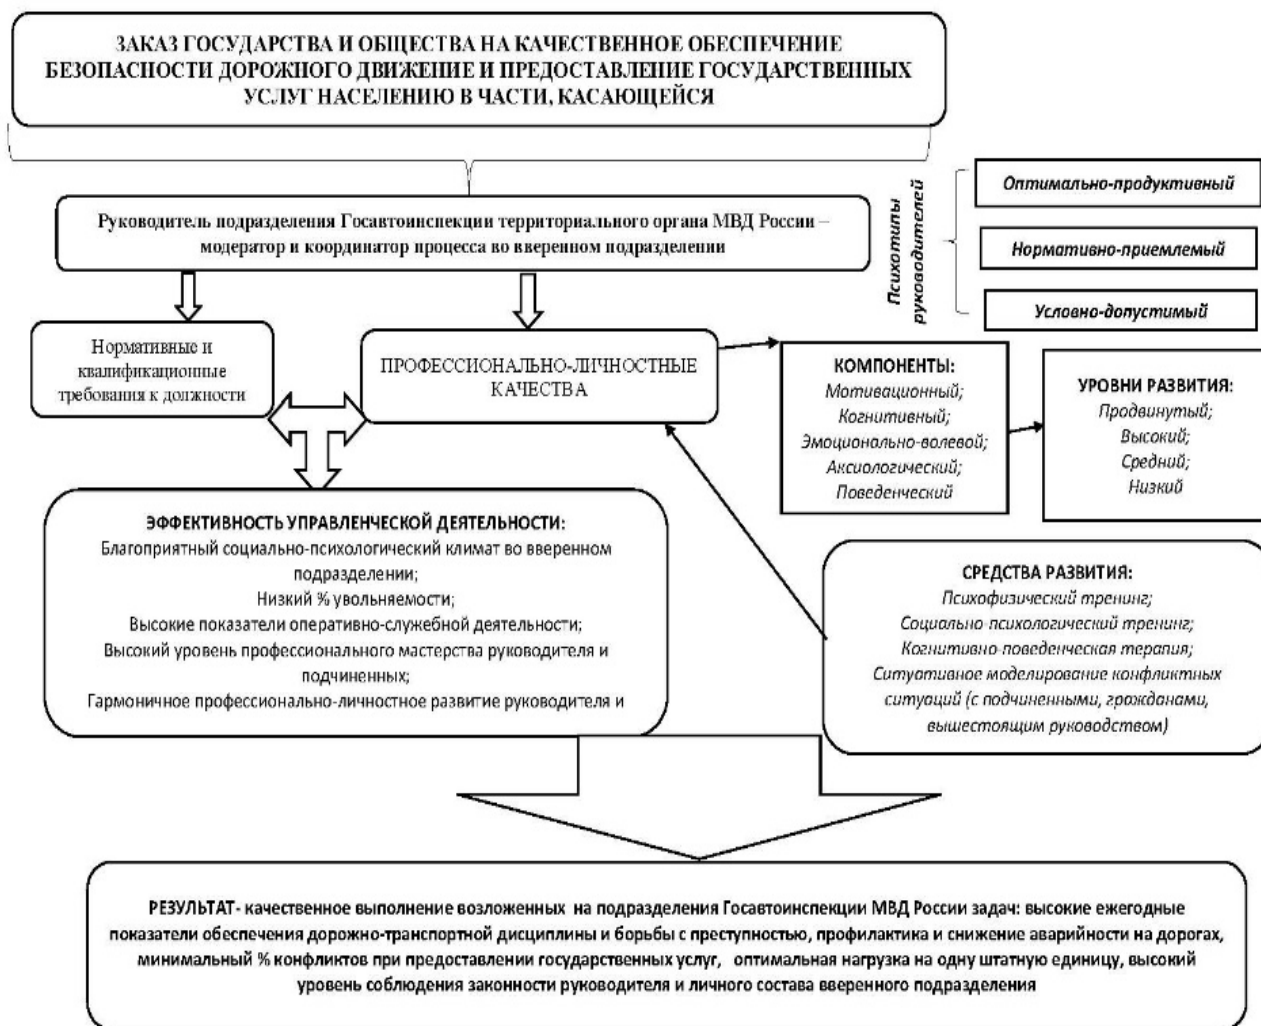 ЗАКАЗ ГОСУДАРСТВА И ОБЩЕСТВА НА КАЧЕСТВЕННОЕ ОБЕСПЕЧЕНИЕ
БЕЗОПАСНОСТИ ДОРОЖНОГО ДВИЖЕНИЕ И ПРЕДОСТАВЛЕНИЕ ГОСУДАРСТВЕННЫХ
УСЛУГ НАСЕЛЕНИЮ В ЧАСТИ, КАСАЮЩЕЙСЯ
Руководитель подразделения Госавтоинспекции территориального органа МВД России –
модератор и координатор процесса во вверенном подразделении
Психотипы
руководителей
Оптимально-продуктивный
Нормативно-приемлемый
Условно-допустимый
Нормативные и
квалификационные
требования к должности
ПРОФЕССИОНАЛЬНО-ЛИЧНОСТНЫЕ
КАЧЕСТВА
КОМПОНЕНТЫ:
Мотивационный;
Когнитивный;
Эмоционально-волевой;
Аксиологический;
Поведенческий
УРОВНИ РАЗВИТИЯ:
Продвинутый;
Высокий;
Средний;
Низкий
ЭФФЕКТИВНОСТЬ УПРАВЛЕНЧЕСКОЙ ДЕЯТЕЛЬНОСТИ:
Благоприятный социально-психологический климат во вверенном
подразделении;
Низкий % увольняемости;
Высокие показатели оперативно-служебной деятельности;
Высокий уровень профессионального мастерства руководителя и
подчиненных;
Гармоничное профессионально-личностное развитие руководителя и
СРЕДСТВА РАЗВИТИЯ:
Психофизический тренинг;
Социально-психологический тренинг;
Когнитивно-поведенческая терапия;
Ситуативное моделирование конфликтных
ситуаций (с подчиненными, гражданами,
вышестоящим руководством)
РЕЗУЛЬТАТ- качественное выполнение возложенных на подразделения Госавтоинспекции МВД России задач: высокие ежегодные
показатели обеспечения дорожно-транспортной дисциплины и борьбы с преступностью, профилактика и снижение аварийности на дорогах,
минимальный % конфликтов при предоставлении государственных услуг, оптимальная нагрузка на одну штатную единицу, высокий
уровень соблюдения законности руководителя и личного состава вверенного подразделения